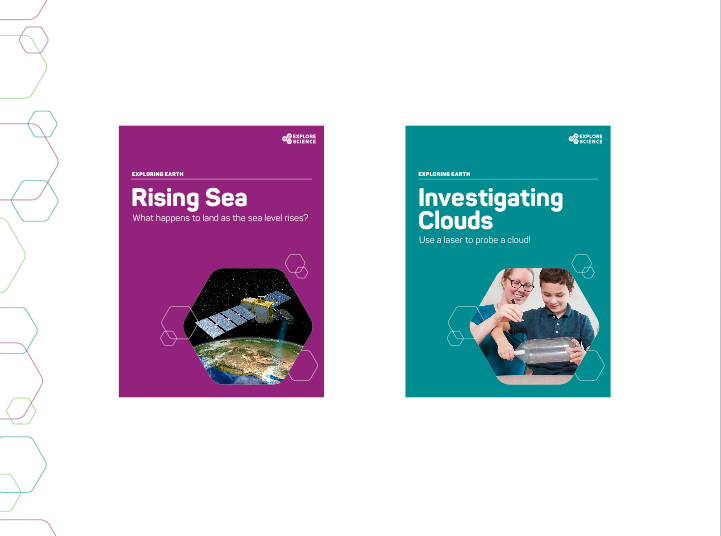 EXPLORE
SCIENCE
EXPLORING EARTH
Rising Sea
What happens to land as the sea level rises?
EXPLORE
SCIENCE
EXPLORING EARTH
Investigating
Clouds
Use a laser to probe a cloud!